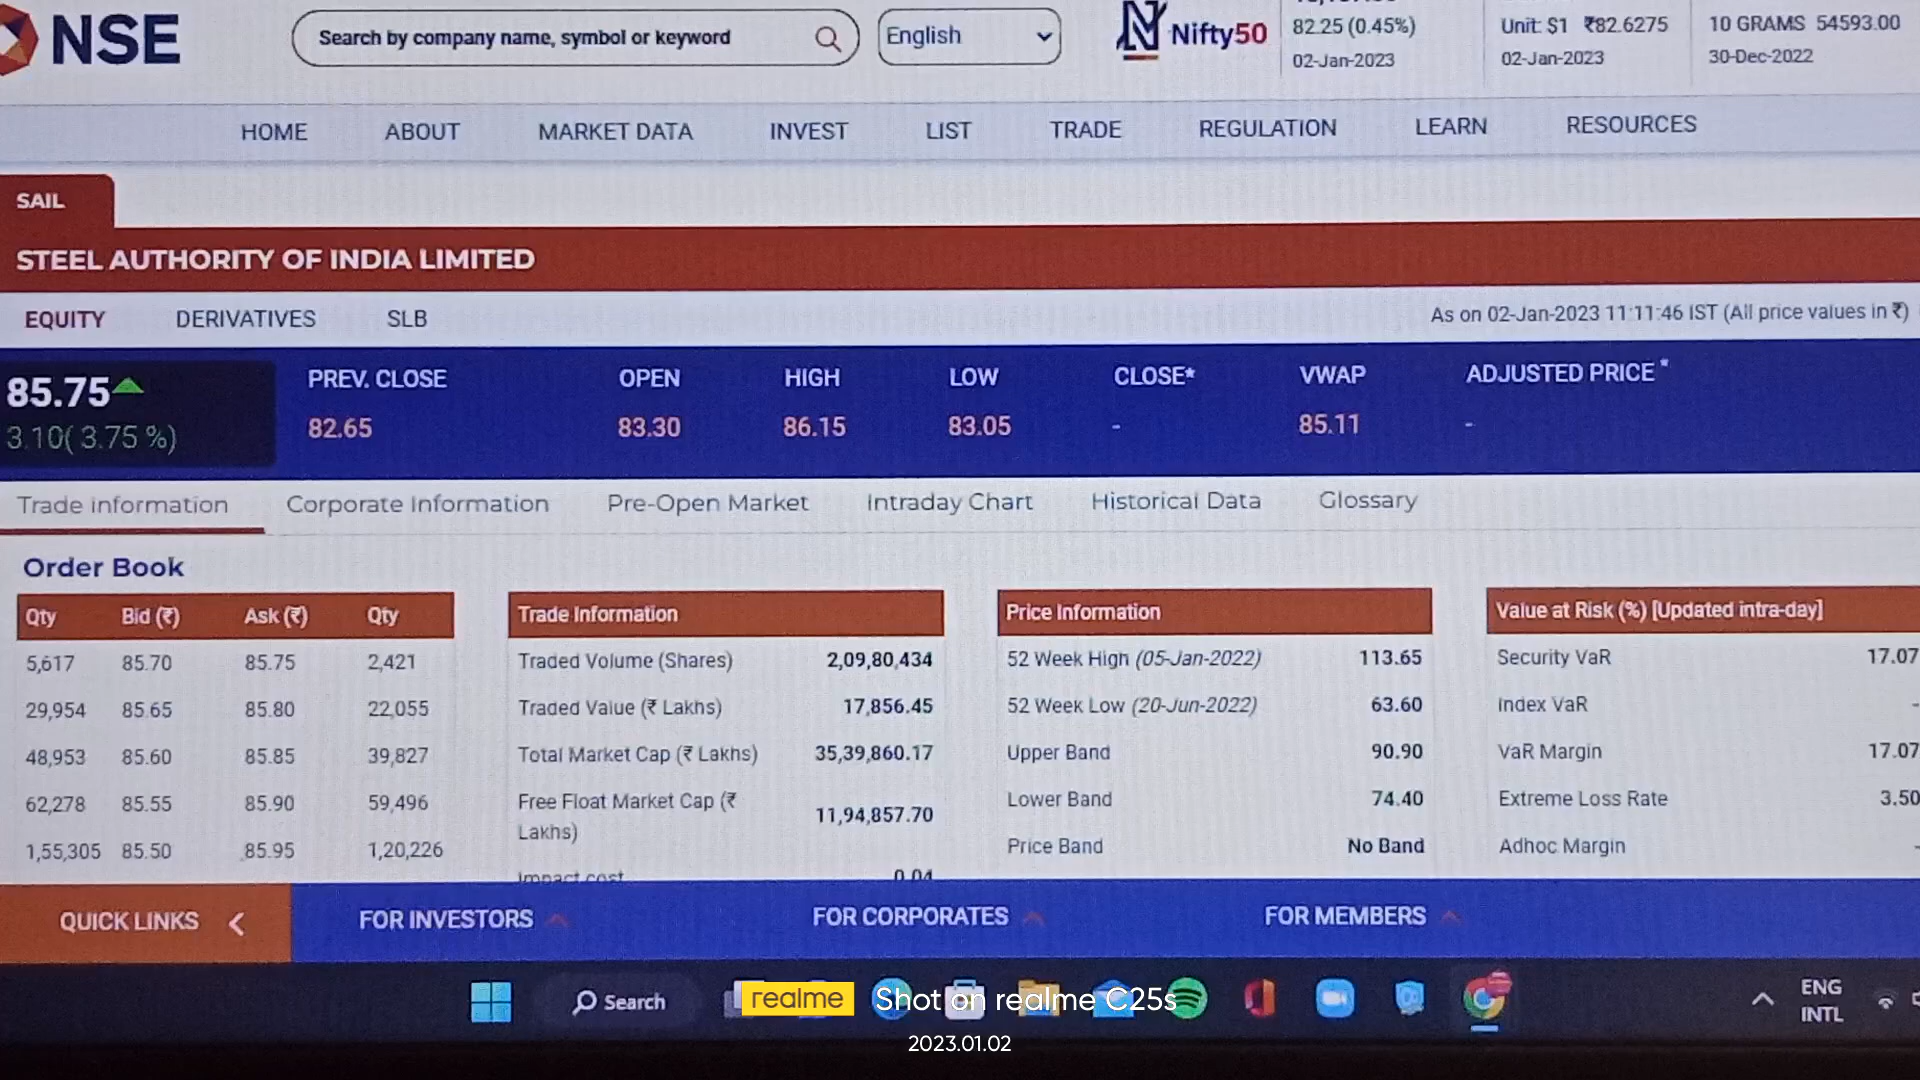 NSE
Search by company name, symbol or keyword
English
Nifty50
82.25 (0.45%)
02-Jan-2023
Unit: $1 ₹82.6275
02-Jan-2023
10 GRAMS 54593.00
30-Dec-2022
HOME ABOUT MARKET DATA INVEST LIST TRADE REGULATION LEARN RESOURCES
SAIL
STEEL AUTHORITY OF INDIA LIMITED
EQUITY DERIVATIVES SLB
As on 02-Jan-2023 11:11:46 IST (All price values in ₹)
85.75
3.10( 3.75 %)
PREV. CLOSE OPEN HIGH LOW CLOSE* VWAP ADJUSTED PRICE *
82.65 83.30 86.15 83.05 - 85.11 -
Trade information Corporate Information Pre-Open Market Intraday Chart Historical Data Glossary
Order Book
Qty Bid (₹) Ask (₹) Qty
5,617 85.70 85.75 2,421
29,954 85.65 85.80 22,055
48,953 85.60 85.85 39,827
62,278 85.55 85.90 59,496
1,55,305 85.50 85.95 1,20,226
Trade Information
Traded Volume (Shares) 2,09,80,434
Traded Value (₹ Lakhs) 17,856.45
Total Market Cap (₹ Lakhs) 35,39,860.17
Free Float Market Cap (₹
Lakhs) 11,94,857.70
Impact cost 0.04
Price Information
52 Week High (05-Jan-2022) 113.65
52 Week Low (20-Jun-2022) 63.60
Upper Band 90.90
Lower Band 74.40
Price Band No Band
Value at Risk (%) [Updated intra-day]
Security VaR 17.07
Index VaR -
VaR Margin 17.07
Extreme Loss Rate 3.50
Adhoc Margin -
QUICK LINKS FOR INVESTORS FOR CORPORATES FOR MEMBERS
Search
ENG
INTL
realme Shot on realme C25s
2023.01.02